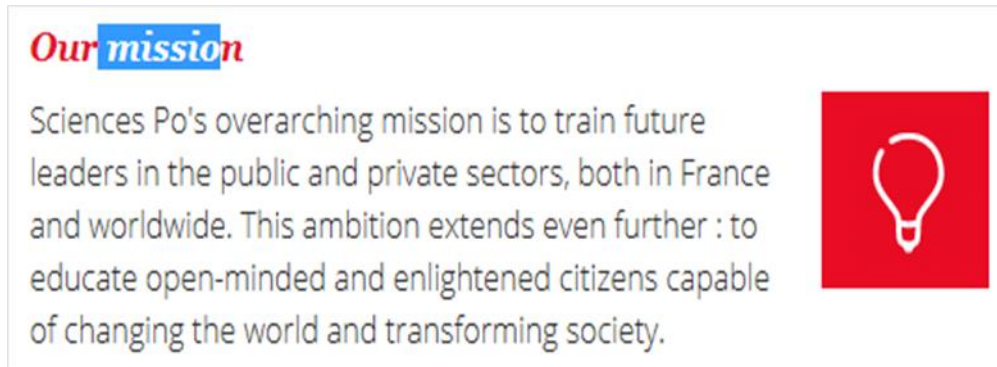 Our mission
Sciences Po's overarching mission is to train future
leaders in the public and private sectors, both in France
and worldwide. This ambition extends even further : to
educate open-minded and enlightened citizens capable
of changing the world and transforming society.